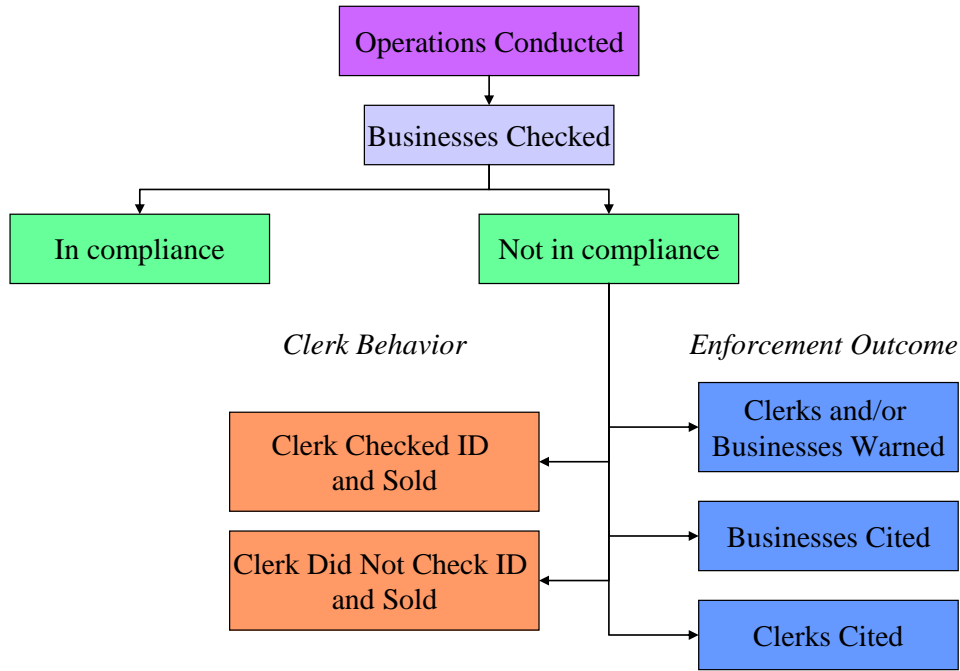 Operations Conducted
Businesses Checked
In compliance
Not in compliance
Clerk Behavior
Enforcement Outcome
Clerk Checked ID
and Sold
Clerk Did Not Check ID
and Sold
Clerks and/or
Businesses Warned
Businesses Cited
Clerks Cited